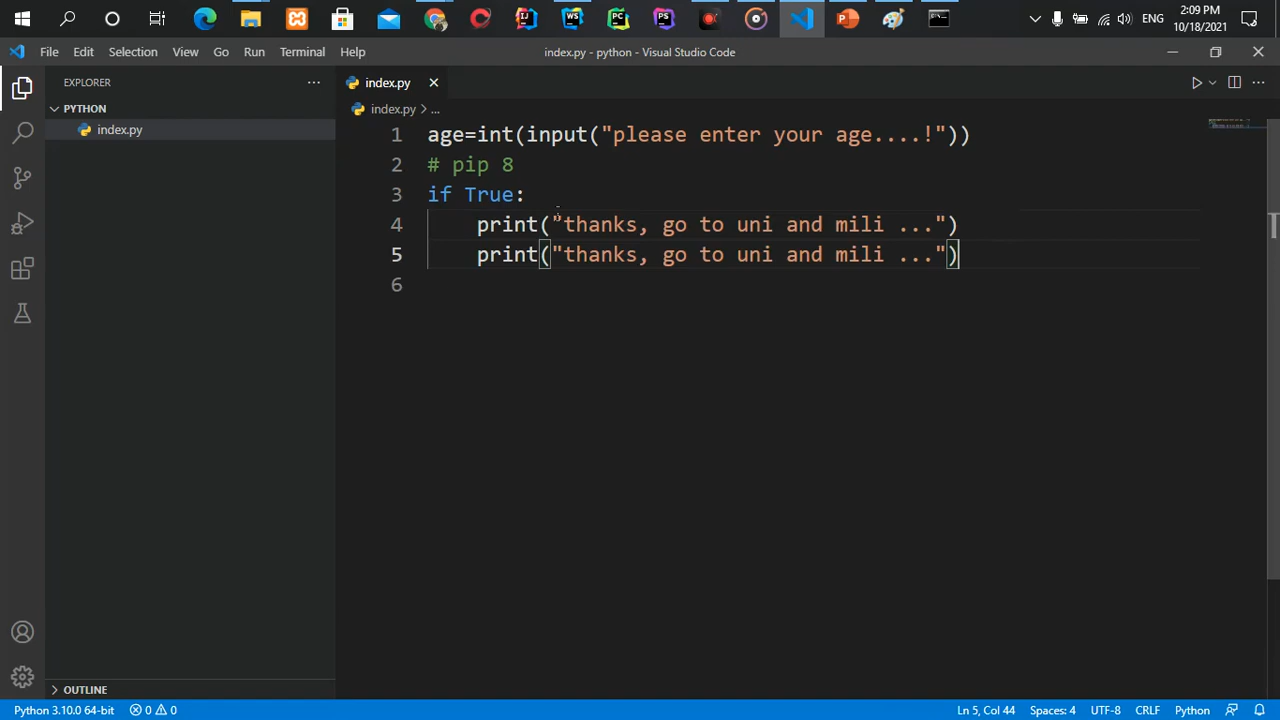 2:09 PM
ENG
10/18/2021
File Edit Selection View Go Run Terminal Help
index.py - python - Visual Studio Code
EXPLORER
index.py
PYTHON
index.py > ...
index.py
1 age=int(input("please enter your age....!"))
2 # pip 8
3 if True:
4 print("thanks, go to uni and mili ...")
5 print("thanks, go to uni and mili ...")
6
OUTLINE
Python 3.10.0 64-bit 0 0 Ln 5, Col 44 Spaces: 4 UTF-8 CRLF Python